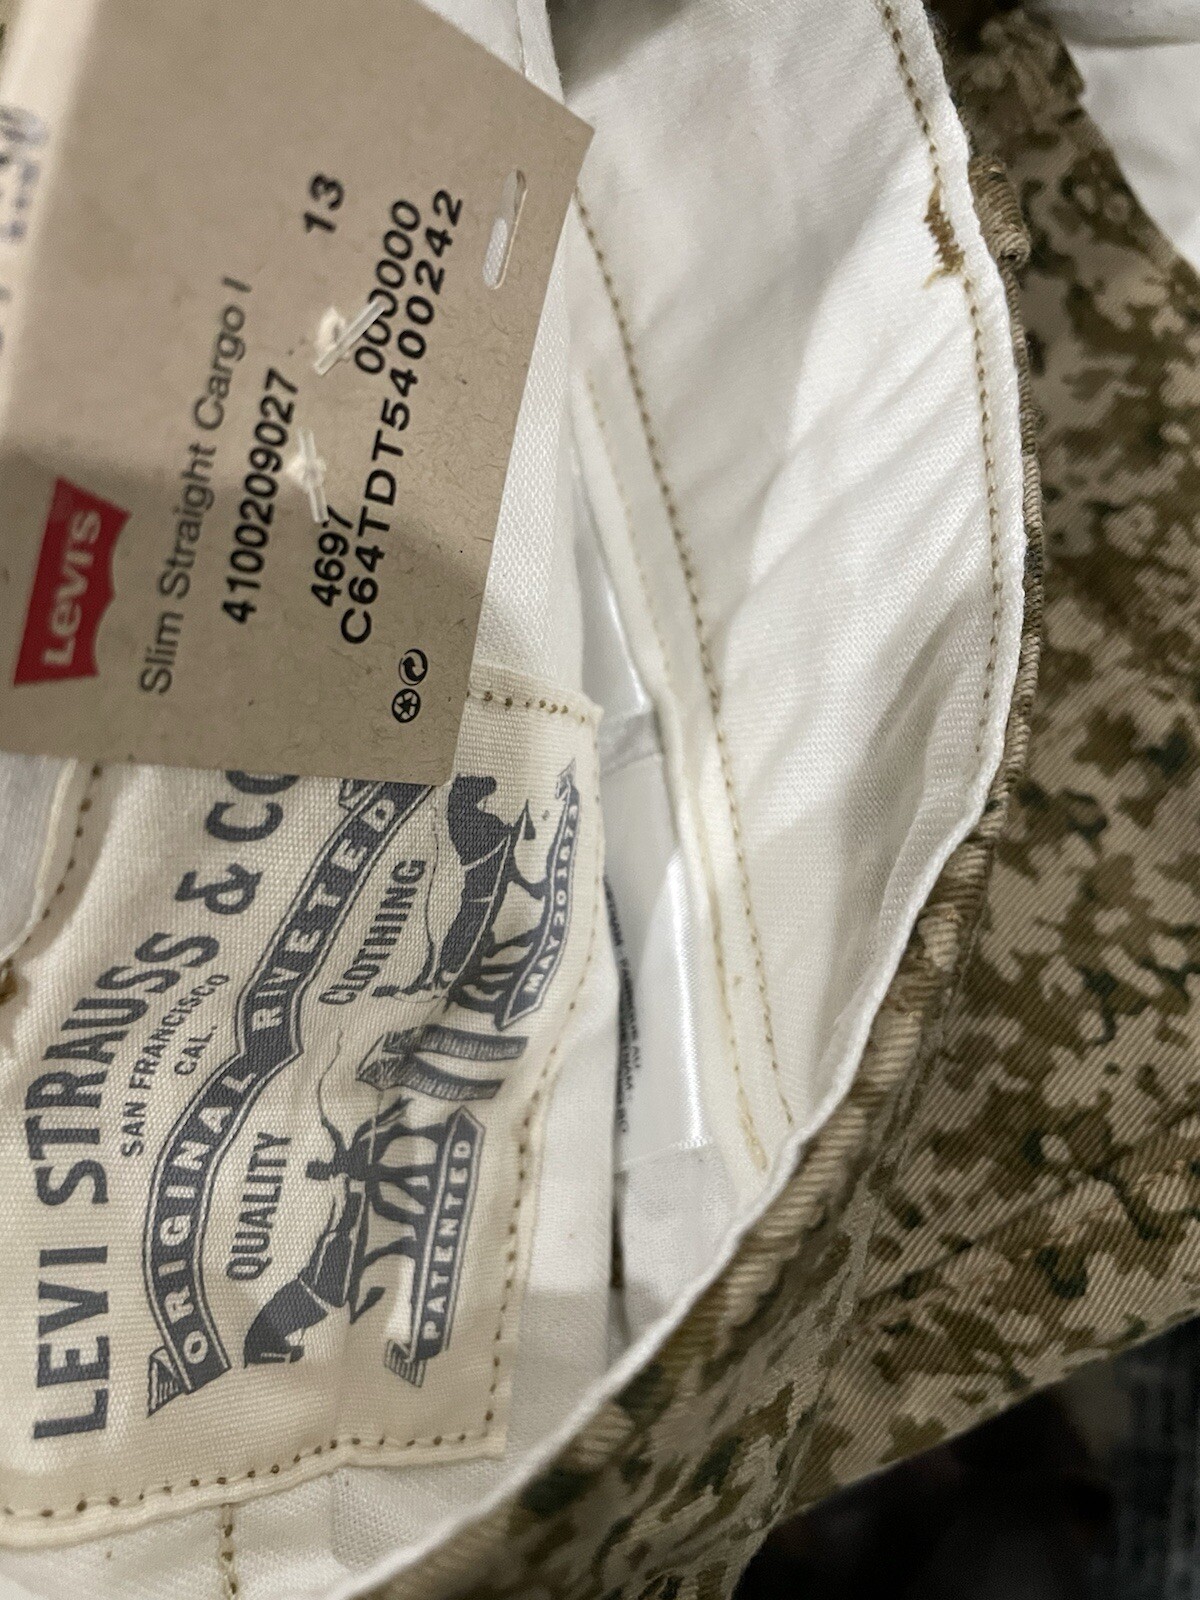 Levi's
Slim Straight Cargo I
4100209027 13
4697 000000
C64TDT5400242
LEVI STRAUSS & CO
SAN FRANCISCO
CAL.
ORIGINAL RIVETED
QUALITY CLOTHING
PATENTED MAY 20 1873